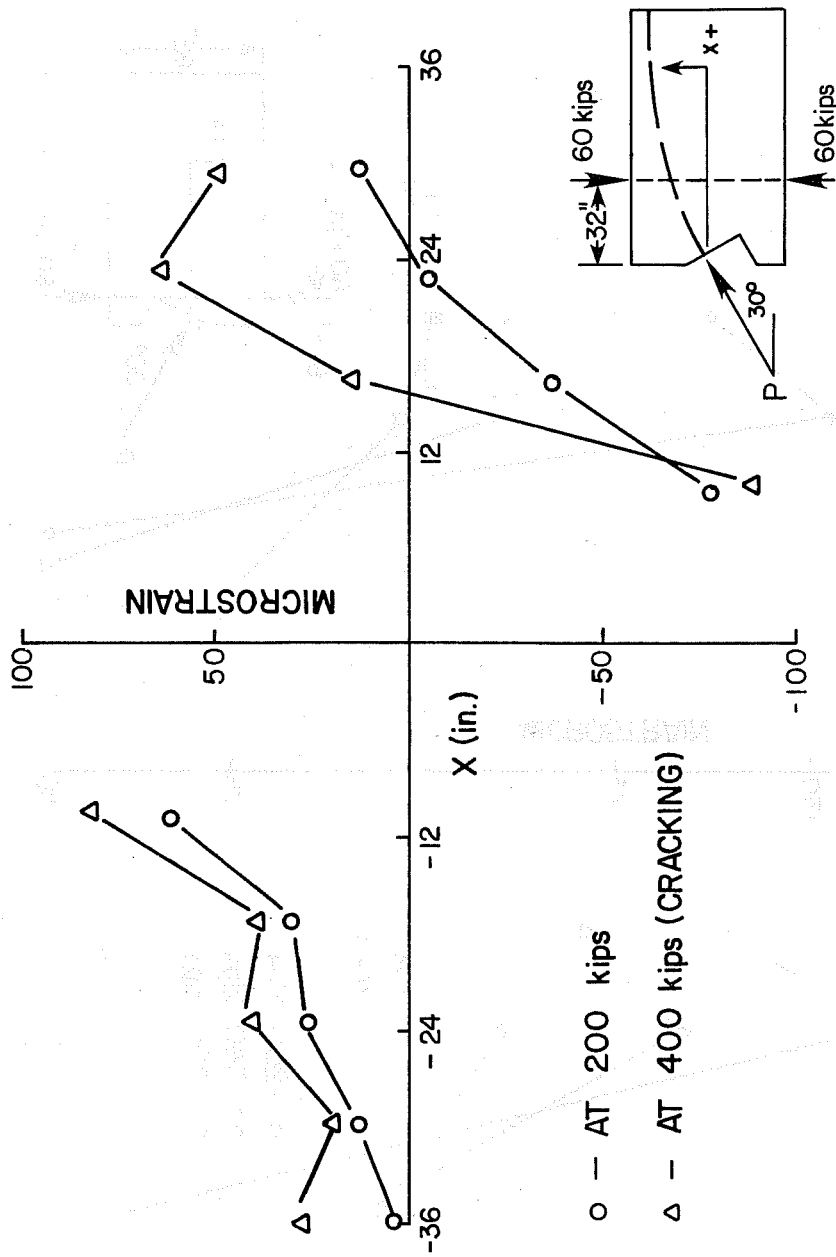 100
50
-50
-100
MICROSTRAIN
-36
-24
-12
12
24
36
X (in.)
O — AT 200 kips
Δ — AT 400 kips (CRACKING)
60 kips
32"
X +
30°
P
60 kips